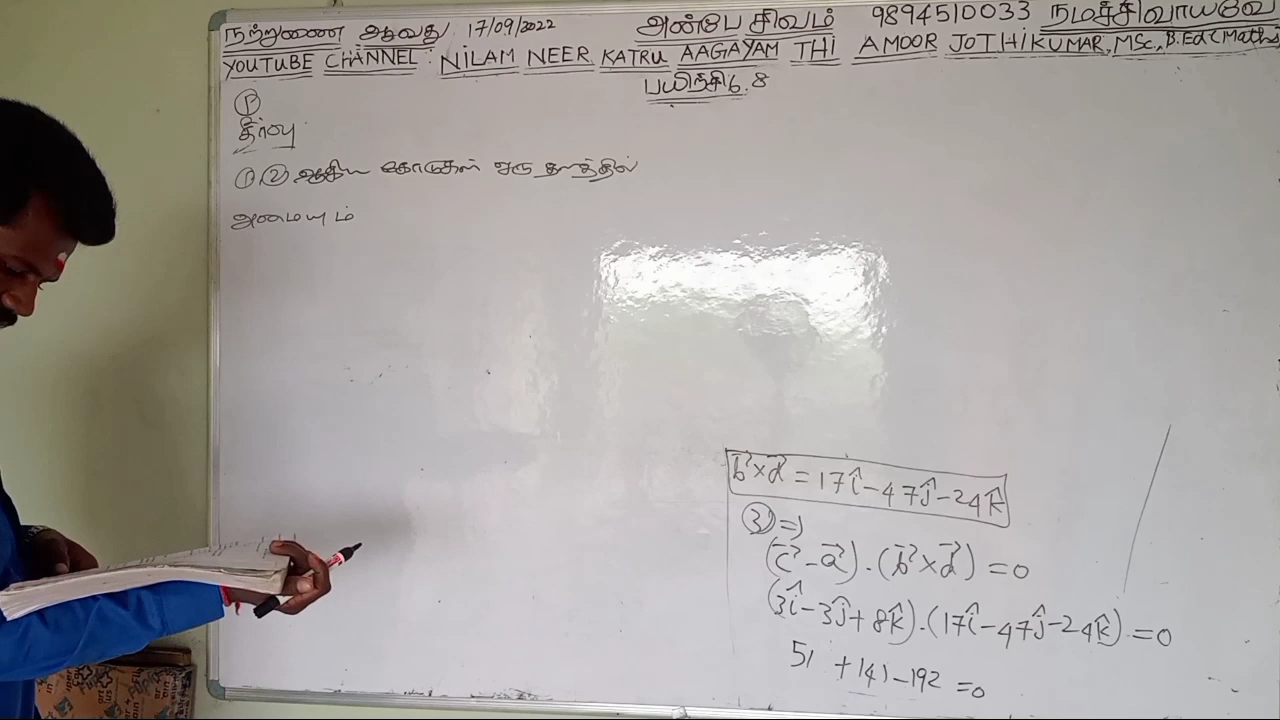 நற்றுணை ஆவது 17/09/2022 அன்பே சிவம் 9894510033 நமச்சிவாயவே
YOUTUBE CHANNEL : NILAM NEER KATRU AAGAYAM THI AMOOR JOTHIKUMAR, MSc., B.Ed (Maths)
பயிற்சி 6.8
①
தீர்வு
① ② ஆகிய கோடுகள் ஒரு தளத்தில்
அமையும்
b⃗ × d⃗ = 17î - 47ĵ - 24k̂
③ ⇒
(c⃗ - a⃗) . (b⃗ × d⃗) = 0
(3î - 3ĵ + 8k̂) . (17î - 47ĵ - 24k̂) = 0
51 + 141 - 192 = 0